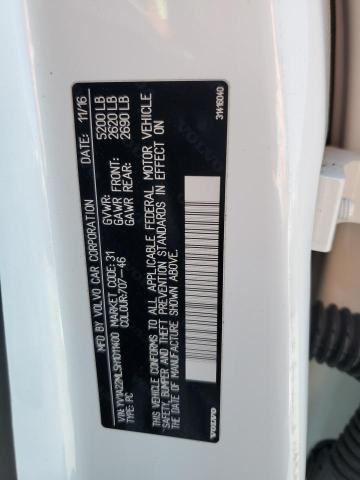 MFD BY VOLVO CAR CORPORATION DATE: 11/16
GVWR: 5200 LB
GAWR FRONT: 2620 LB
GAWR REAR: 2690 LB
MARKET CODE: 31
COLOUR: 707-46
TYPE: PC
THIS VEHICLE CONFORMS TO ALL APPLICABLE FEDERAL MOTOR VEHICLE
SAFETY, BUMPER, AND THEFT PREVENTION STANDARDS IN EFFECT ON
THE DATE OF MANUFACTURE SHOWN ABOVE.
VOLVO
31416040